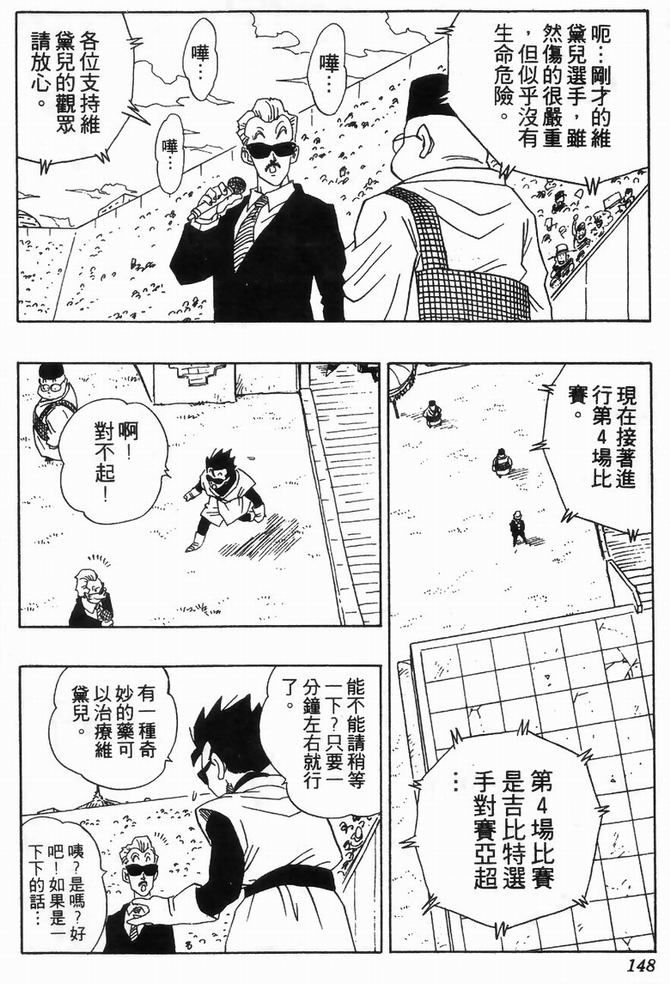 呃…剛才的維
黛兒選手，雖
然傷的很嚴重
，但似乎沒有
生命危險。
嘩…
嘩…
嘩…
各位支持維
黛兒的觀眾
請放心。
現在接著進
行第4場比
賽。
第4場比賽
是吉比特選
手對賽亞超
…
啊！
對不起！
能不能請稍等
一下？只要一
分鐘左右就行
了。
有一種奇
妙的藥可
以治療維
黛兒。
咦？是嗎？好
吧！如果是一
下下的話…
148